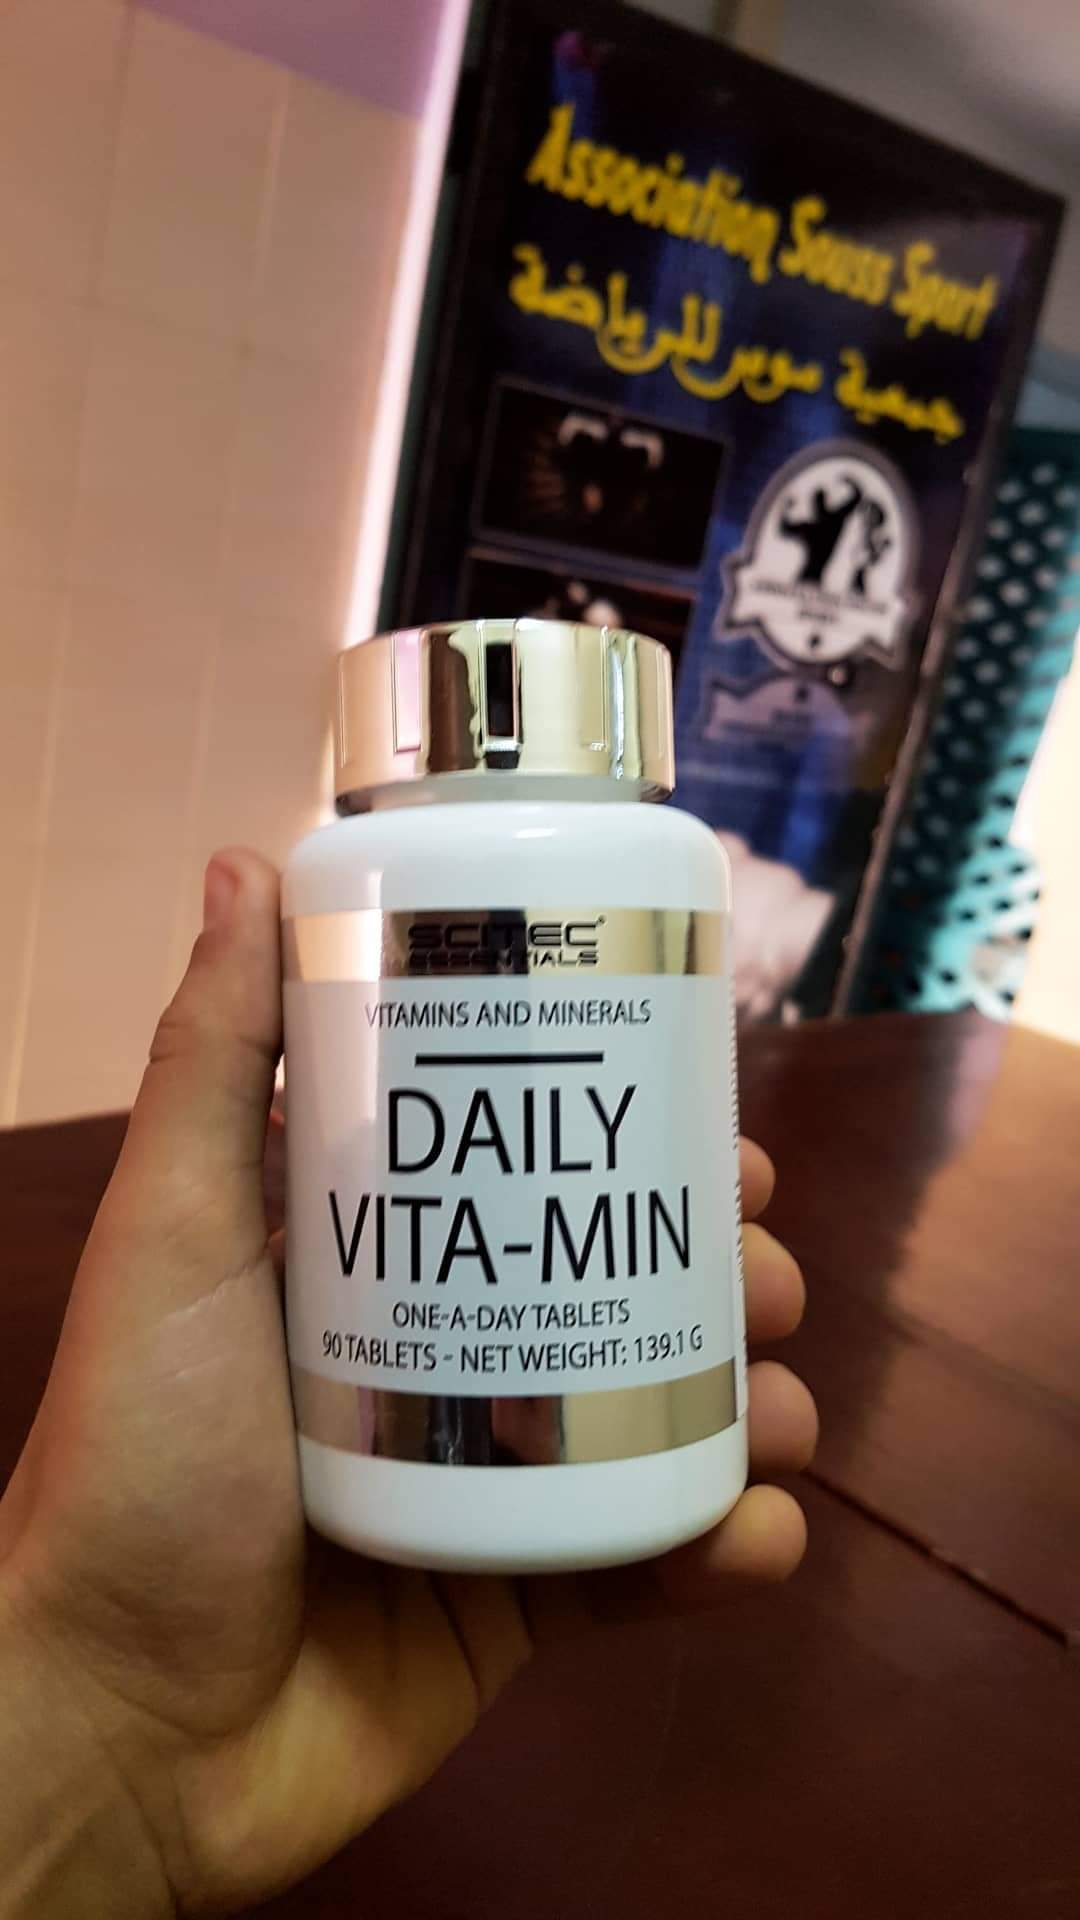 Association Souss Sport
جمعية سوس للرياضة
SCITEC®
ESSENTIALS
VITAMINS AND MINERALS
DAILY
VITA-MIN
ONE-A-DAY TABLETS
90 TABLETS - NET WEIGHT: 139.1 G